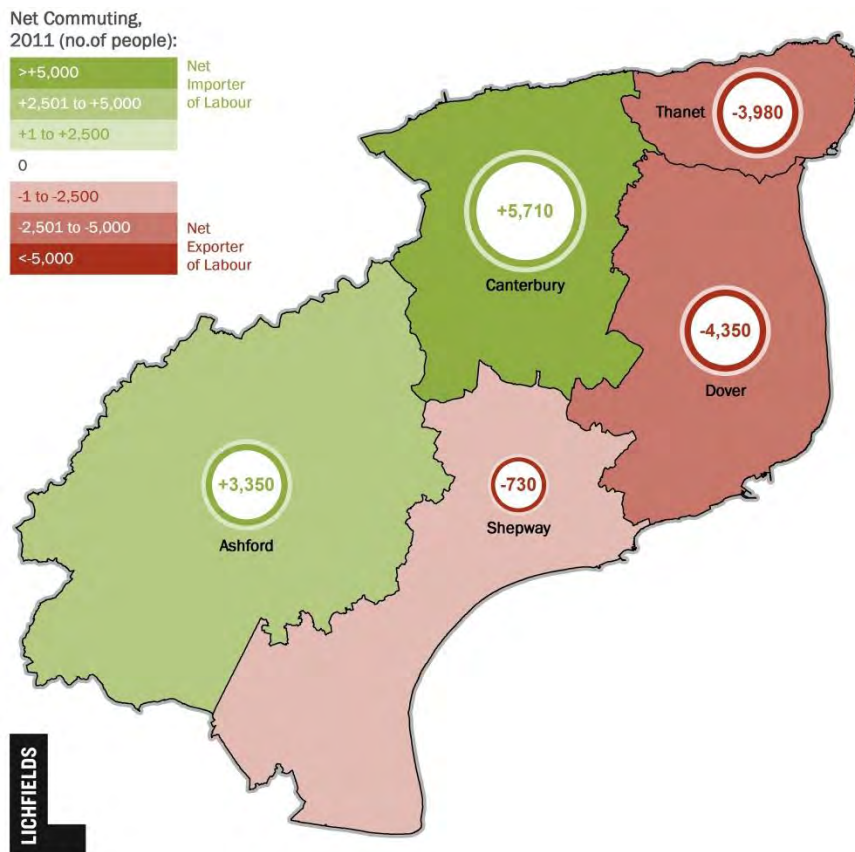 Net Commuting,
2011 (no.of people):
>+5,000
+2,501 to +5,000
+1 to +2,500
0
-1 to -2,500
-2,501 to -5,000
<-5,000
Net
Importer
of Labour
Net
Exporter
of Labour
Thanet
-3,980
+5,710
Canterbury
-4,350
Dover
+3,350
Ashford
-730
Shepway
LICHFIELDS